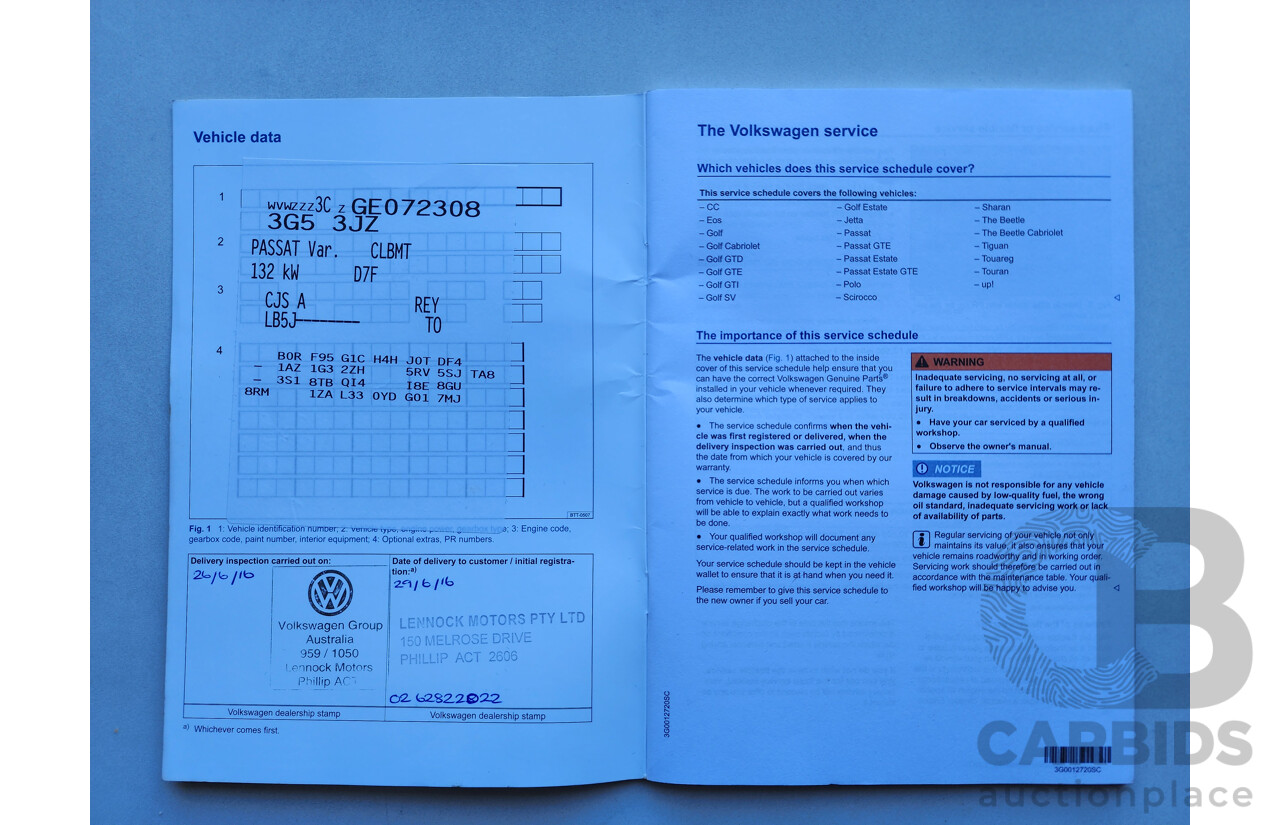 Vehicle data
1
WVWZZZ3C Z GE072308
3G5 3JZ
2
PASSAT Var. CLBMT
132 kW D7F
3
CJS A REY
LB5J TO
4
B0R F95 G1C H4H J0T DF4
– 1AZ 1G3 2ZH 5RV 5SJ TA8
– 3S1 8TB QI4 I8E 8GU
8RM 1ZA L33 0YD G01 7MJ
BTT-0607
Fig. 1 1: Vehicle identification number; 2: Vehicle type, engine power, gearbox type; 3: Engine code,
gearbox code, paint number, interior equipment; 4: Optional extras, PR numbers.
Delivery inspection carried out on:
26/6/16
Volkswagen Group
Australia
959 / 1050
Lennock Motors
Phillip ACT
Volkswagen dealership stamp
Date of delivery to customer / initial registra-
tion:a)
29/6/16
LENNOCK MOTORS PTY LTD
150 MELROSE DRIVE
PHILLIP ACT 2606
02 62822022
Volkswagen dealership stamp
a) Whichever comes first.
The Volkswagen service
Which vehicles does this service schedule cover?
This service schedule covers the following vehicles:
– CC
– Eos
– Golf
– Golf Cabriolet
– Golf GTD
– Golf GTE
– Golf GTI
– Golf SV
– Golf Estate
– Jetta
– Passat
– Passat GTE
– Passat Estate
– Passat Estate GTE
– Polo
– Scirocco
– Sharan
– The Beetle
– The Beetle Cabriolet
– Tiguan
– Touareg
– Touran
– up!
The importance of this service schedule
The vehicle data (Fig. 1) attached to the inside
cover of this service schedule help ensure that you
can have the correct Volkswagen Genuine Parts®
installed in your vehicle whenever required. They
also determine which type of service applies to
your vehicle.
● The service schedule confirms when the vehi-
cle was first registered or delivered, when the
delivery inspection was carried out, and thus
the date from which your vehicle is covered by our
warranty.
● The service schedule informs you when which
service is due. The work to be carried out varies
from vehicle to vehicle, but a qualified workshop
will be able to explain exactly what work needs to
be done.
● Your qualified workshop will document any
service-related work in the service schedule.
Your service schedule should be kept in the vehicle
wallet to ensure that it is at hand when you need it.
Please remember to give this service schedule to
the new owner if you sell your car.
WARNING
Inadequate servicing, no servicing at all, or
failure to adhere to service intervals may re-
sult in breakdowns, accidents or serious in-
jury.
● Have your car serviced by a qualified
workshop.
● Observe the owner's manual.
NOTICE
Volkswagen is not responsible for any vehicle
damage caused by low-quality fuel, the wrong
oil standard, inadequate servicing work or lack
of availability of parts.
Regular servicing of your vehicle not only
maintains its value; it also ensures that your
vehicle remains roadworthy and in working order.
Servicing work should therefore be carried out in
accordance with the maintenance table. Your quali-
fied workshop will be happy to advise you.
3G0012720SC
3G0012720SC
CB
CARBIDS
auctionplace